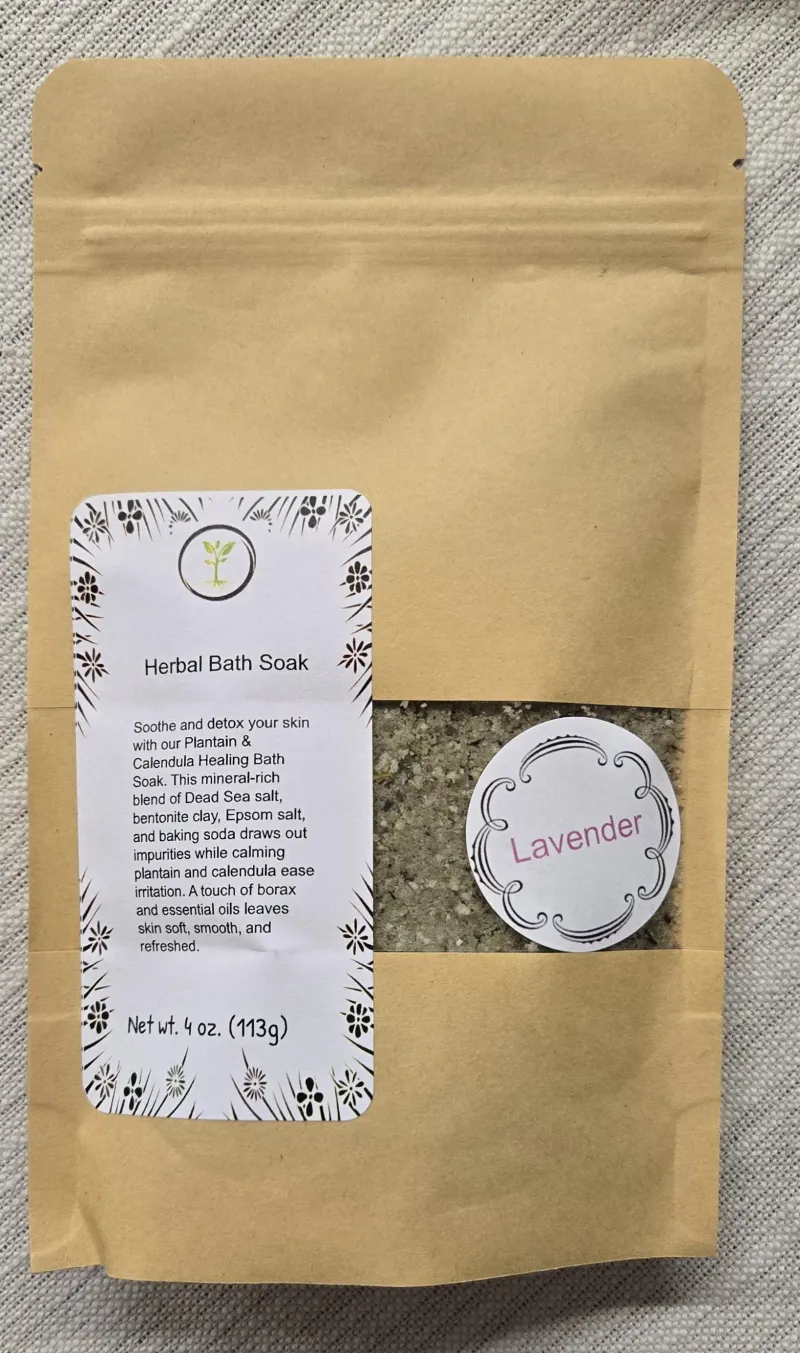 Herbal Bath Soak
Soothe and detox your skin
with our Plantain &
Calendula Healing Bath
Soak. This mineral-rich
blend of Dead Sea salt,
bentonite clay, Epsom salt,
and baking soda draws out
impurities while calming
plantain and calendula ease
irritation. A touch of borax
and essential oils leaves
skin soft, smooth, and
refreshed.
Net wt. 4 oz. (113g)
Lavender